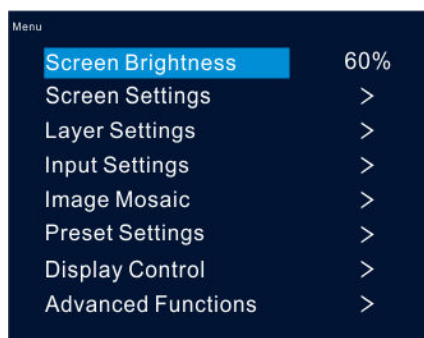 Menu
Screen Brightness 60%
Screen Settings >
Layer Settings >
Input Settings >
Image Mosaic >
Preset Settings >
Display Control >
Advanced Functions >